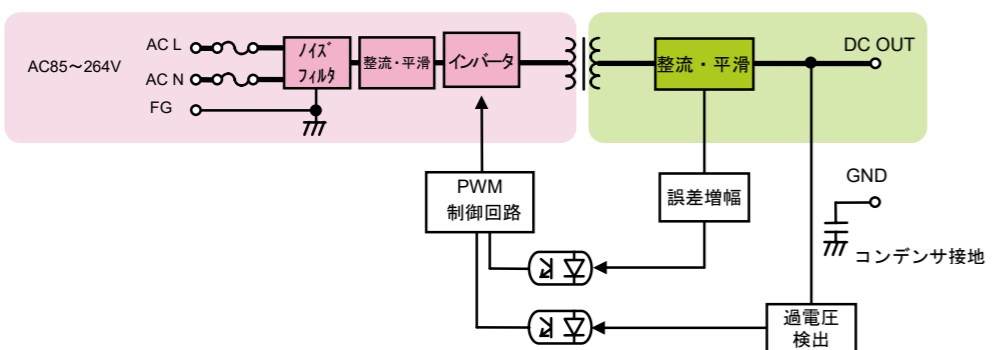 AC L
AC85～264V
AC N
FG
ﾉｲｽﾞ
ﾌｨﾙﾀ
整流・平滑
インバータ
整流・平滑
DC OUT
PWM
制御回路
誤差増幅
GND
コンデンサ接地
過電圧
検出